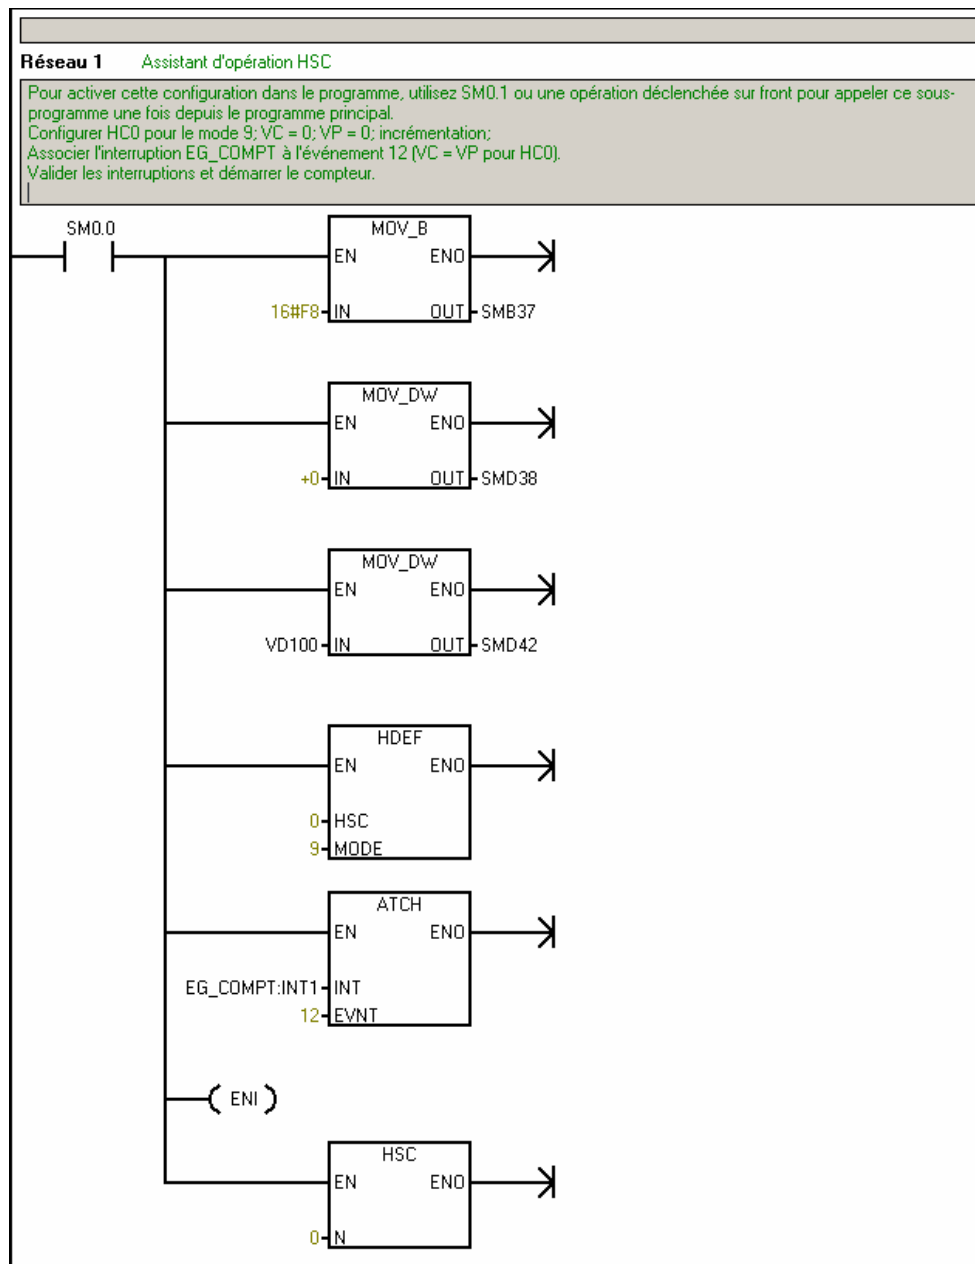 Réseau 1 Assistant d'opération HSC
Pour activer cette configuration dans le programme, utilisez SM0.1 ou une opération déclenchée sur front pour appeler ce sous-
programme une fois depuis le programme principal.
Configurer HC0 pour le mode 9; VC = 0; VP = 0; incrémentation;
Associer l'interruption EG_COMPT à l'événement 12 (VC = VP pour HC0).
Valider les interruptions et démarrer le compteur.
SM0.0
MOV_B
EN ENO
16#F8 IN OUT SMB37
MOV_DW
EN ENO
+0 IN OUT SMD38
MOV_DW
EN ENO
VD100 IN OUT SMD42
HDEF
EN ENO
0 HSC
9 MODE
ATCH
EN ENO
EG_COMPT:INT1 INT
12 EVNT
ENI
HSC
EN ENO
0 N